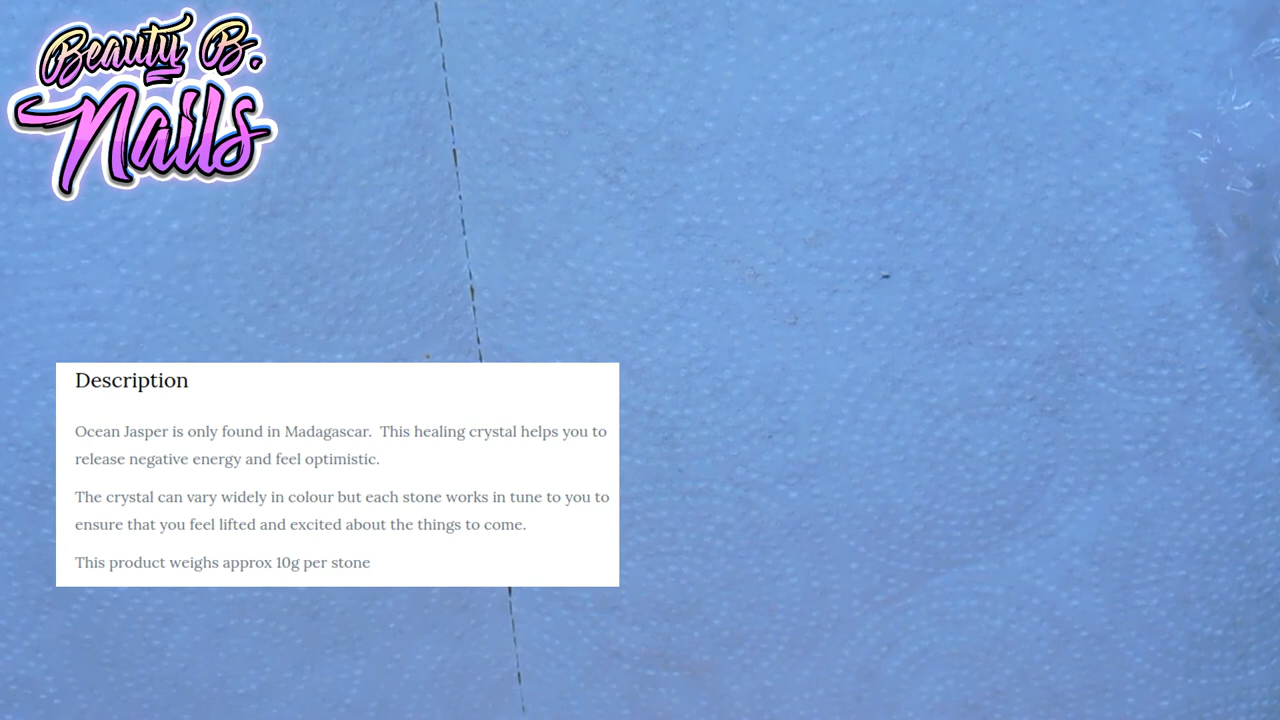 Beauty B.
Nails
Description
Ocean Jasper is only found in Madagascar.  This healing crystal helps you to
release negative energy and feel optimistic.
The crystal can vary widely in colour but each stone works in tune to you to
ensure that you feel lifted and excited about the things to come.
This product weighs approx 10g per stone